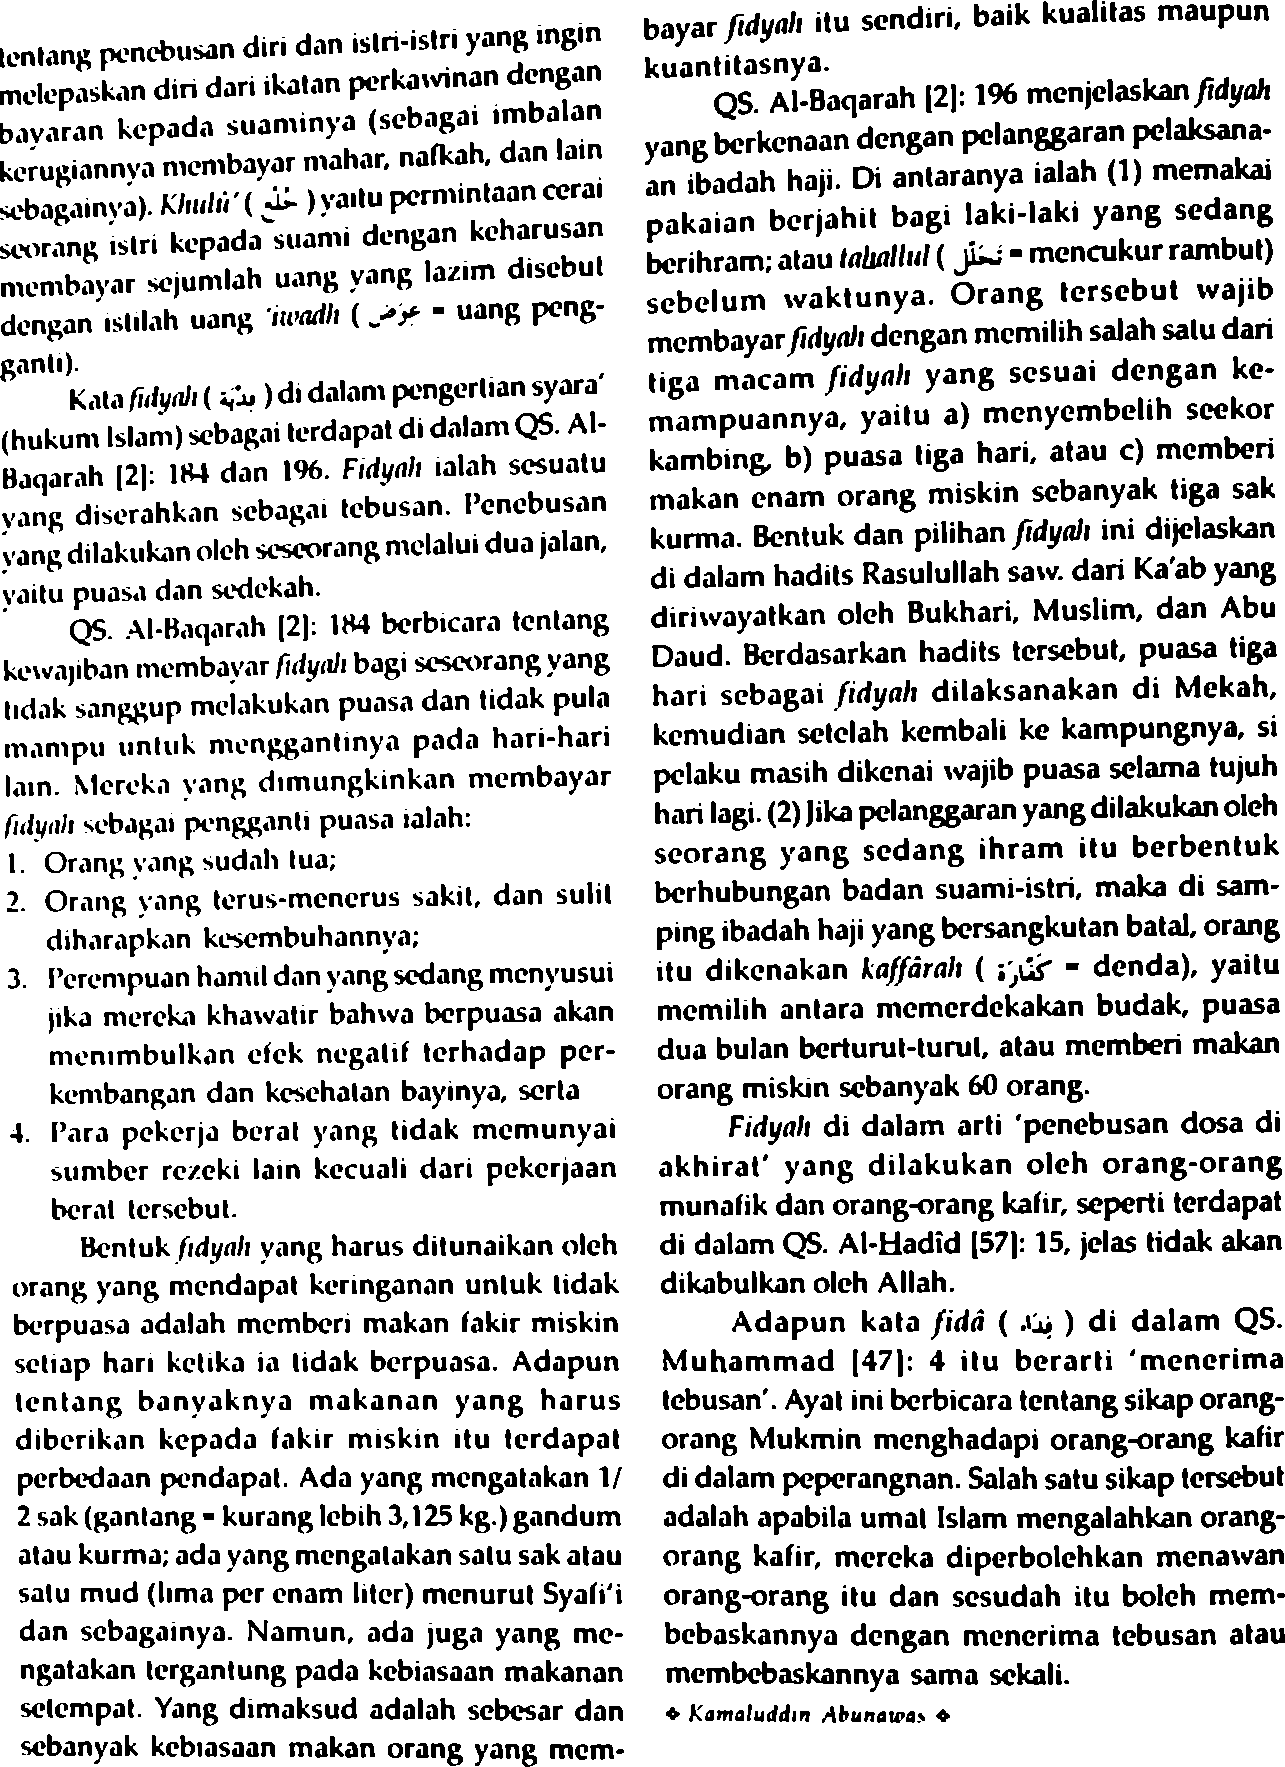 tentang penebusan diri dan istri-istri yang ingin
melepaskan diri dari ikatan perkawinan dengan
bayaran kepada suaminya (sebagai imbalan
kerugiannya membayar mahar, nafkah, dan lain
sebagainya). Khulû' ( خُلْع ) yaitu permintaan cerai
seorang istri kepada suami dengan keharusan
membayar sejumlah uang yang lazim disebut
dengan istilah uang 'iwadh ( عِوَض = uang peng-
ganti).
Kata fidyah ( فِدْيَة ) di dalam pengertian syara'
(hukum Islam) sebagai terdapat di dalam QS. Al-
Baqarah [2]: 184 dan 196. Fidyah ialah sesuatu
yang diserahkan sebagai tebusan. Penebusan
yang dilakukan oleh seseorang melalui dua jalan,
yaitu puasa dan sedekah.
QS. Al-Baqarah [2]: 184 berbicara tentang
kewajiban membayar fidyah bagi seseorang yang
tidak sanggup melakukan puasa dan tidak pula
mampu untuk menggantinya pada hari-hari
lain. Mereka yang dimungkinkan membayar
fidyah sebagai pengganti puasa ialah:
1. Orang yang sudah tua;
2. Orang yang terus-menerus sakit, dan sulit
diharapkan kesembuhannya;
3. Perempuan hamil dan yang sedang menyusui
jika mereka khawatir bahwa berpuasa akan
menimbulkan efek negatif terhadap per-
kembangan dan kesehatan bayinya, serta
4. Para pekerja berat yang tidak memunyai
sumber rezeki lain kecuali dari pekerjaan
berat tersebut.
Bentuk fidyah yang harus ditunaikan oleh
orang yang mendapat keringanan untuk tidak
berpuasa adalah memberi makan fakir miskin
setiap hari ketika ia tidak berpuasa. Adapun
tentang banyaknya makanan yang harus
diberikan kepada fakir miskin itu terdapat
perbedaan pendapat. Ada yang mengatakan 1/
2 sak (gantang = kurang lebih 3,125 kg.) gandum
atau kurma; ada yang mengatakan satu sak atau
satu mud (lima per enam liter) menurut Syafi'i
dan sebagainya. Namun, ada juga yang me-
ngatakan tergantung pada kebiasaan makanan
setempat. Yang dimaksud adalah sebesar dan
sebanyak kebiasaan makan orang yang mem-
bayar fidyah itu sendiri, baik kualitas maupun
kuantitasnya.
QS. Al-Baqarah [2]: 196 menjelaskan fidyah
yang berkenaan dengan pelanggaran pelaksana-
an ibadah haji. Di antaranya ialah (1) memakai
pakaian berjahit bagi laki-laki yang sedang
berihram; atau tahallul ( تَحَلُّل = mencukur rambut)
sebelum waktunya. Orang tersebut wajib
membayar fidyah dengan memilih salah satu dari
tiga macam fidyah yang sesuai dengan ke-
mampuannya, yaitu a) menyembelih seekor
kambing, b) puasa tiga hari, atau c) memberi
makan enam orang miskin sebanyak tiga sak
kurma. Bentuk dan pilihan fidyah ini dijelaskan
di dalam hadits Rasulullah saw. dari Ka'ab yang
diriwayatkan oleh Bukhari, Muslim, dan Abu
Daud. Berdasarkan hadits tersebut, puasa tiga
hari sebagai fidyah dilaksanakan di Mekah,
kemudian setelah kembali ke kampungnya, si
pelaku masih dikenai wajib puasa selama tujuh
hari lagi. (2) Jika pelanggaran yang dilakukan oleh
seorang yang sedang ihram itu berbentuk
berhubungan badan suami-istri, maka di sam-
ping ibadah haji yang bersangkutan batal, orang
itu dikenakan kaffârah ( كَفَّارَة = denda), yaitu
memilih antara memerdekakan budak, puasa
dua bulan berturut-turut, atau memberi makan
orang miskin sebanyak 60 orang.
Fidyah di dalam arti 'penebusan dosa di
akhirat' yang dilakukan oleh orang-orang
munafik dan orang-orang kafir, seperti terdapat
di dalam QS. Al-Hadîd [57]: 15, jelas tidak akan
dikabulkan oleh Allah.
Adapun kata fidâ ( فِدَاء ) di dalam QS.
Muhammad [47]: 4 itu berarti 'menerima
tebusan'. Ayat ini berbicara tentang sikap orang-
orang Mukmin menghadapi orang-orang kafir
di dalam peperangnan. Salah satu sikap tersebut
adalah apabila umat Islam mengalahkan orang-
orang kafir, mereka diperbolehkan menawan
orang-orang itu dan sesudah itu boleh mem-
bebaskannya dengan menerima tebusan atau
membebaskannya sama sekali.
❖ Kamaluddin Abunawas ❖